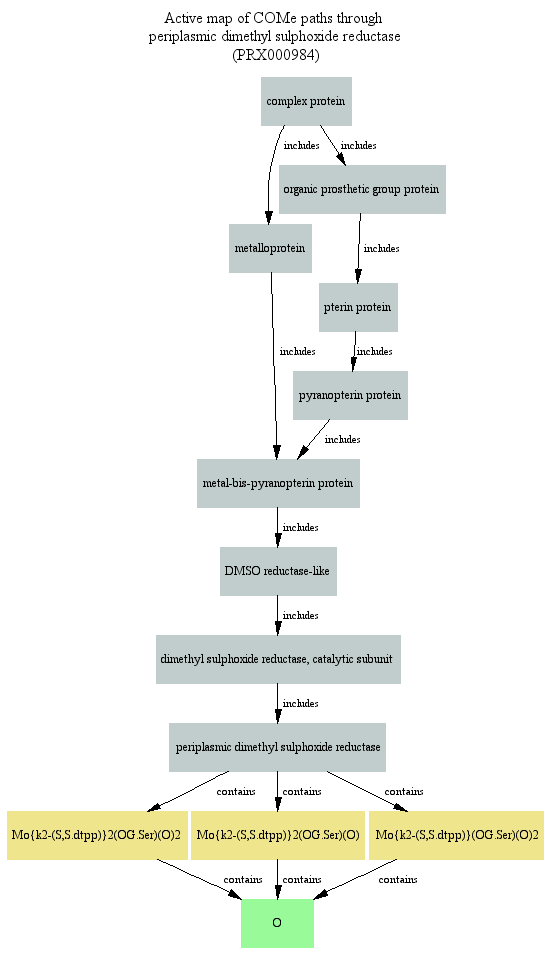 Active map of COMe paths through
periplasmic dimethyl sulphoxide reductase
(PRX000984)
complex protein
includes
includes
organic prosthetic group protein
metalloprotein
includes
pterin protein
includes
includes
pyranopterin protein
includes
metal-bis-pyranopterin protein
includes
DMSO reductase-like
includes
dimethyl sulphoxide reductase, catalytic subunit
includes
periplasmic dimethyl sulphoxide reductase
contains
contains
contains
Mo{k2-(S,S.dtpp)}2(OG.Ser)(O)2
Mo{k2-(S,S.dtpp)}2(OG.Ser)(O)
Mo{k2-(S,S.dtpp)}(OG.Ser)(O)2
contains
contains
contains
O